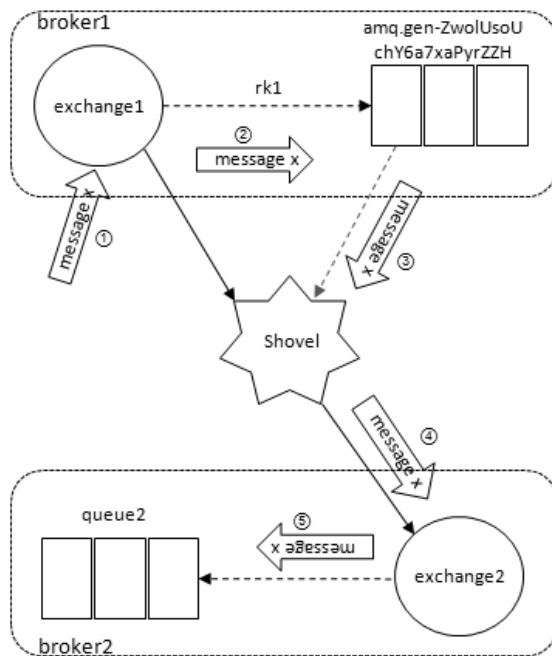 broker1
amq.gen-ZwolUsoU
chY6a7xaPyrZZH
exchange1
rk1
②
message x
message x
①
message x
③
Shovel
message x
④
queue2
⑤
message x
exchange2
broker2